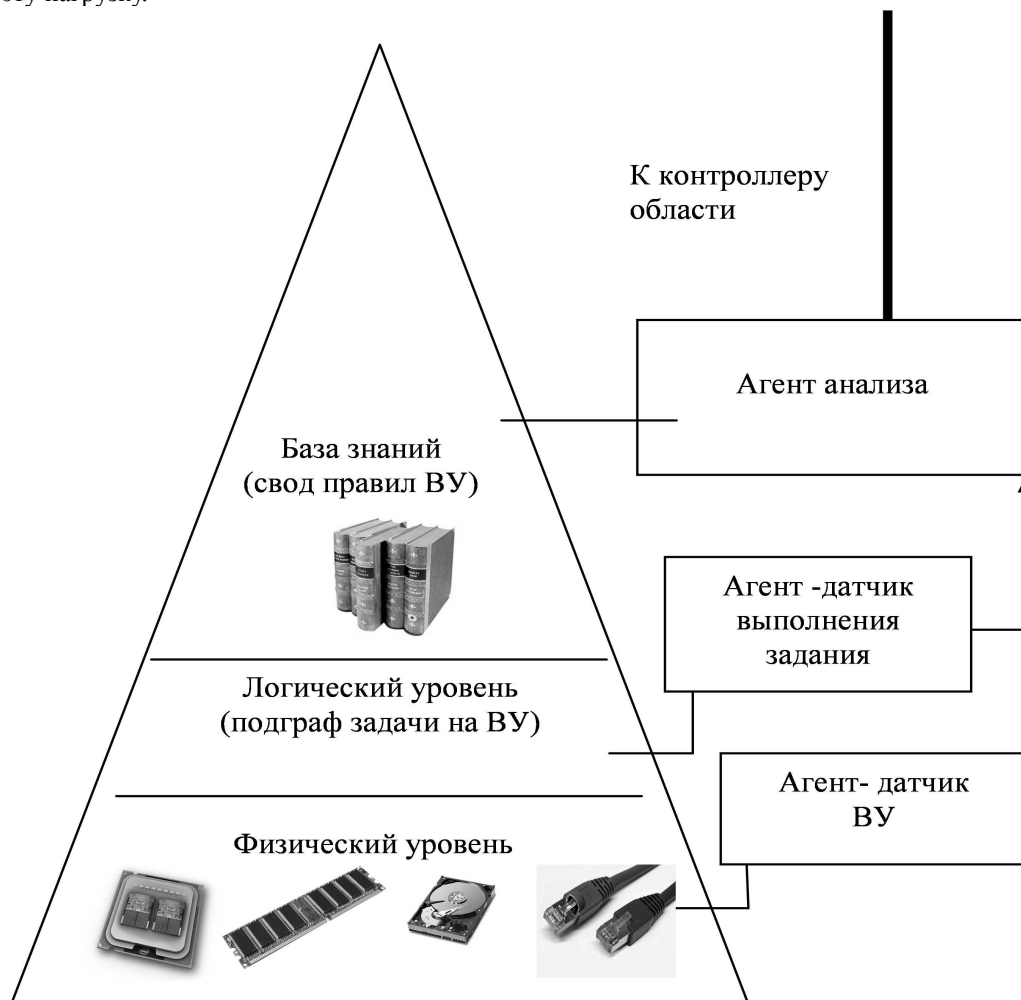 нагрузку.
К контроллеру
области
Агент анализа
База знаний
(свод правил ВУ)
Агент -датчик
выполнения
задания
Логический уровень
(подграф задачи на ВУ)
Агент- датчик
ВУ
Физический уровень